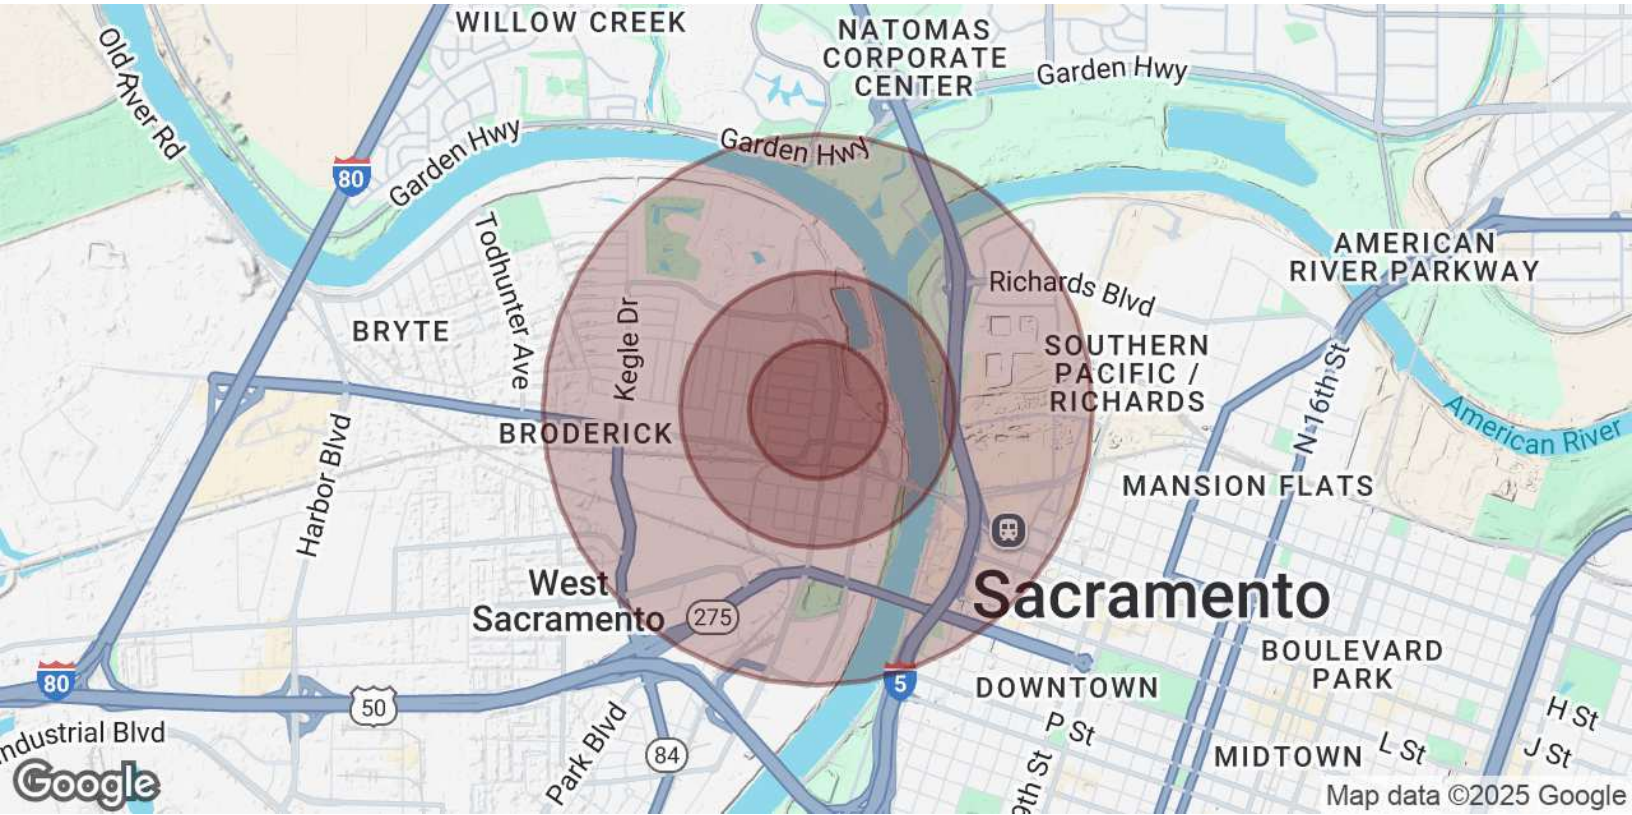 WILLOW CREEK
NATOMAS
CORPORATE
CENTER
Garden Hwy
Old River Rd
Garden Hwy
Garden Hwy
80
Todhunter Ave
Kegle Dr
Richards Blvd
AMERICAN
RIVER PARKWAY
BRYTE
SOUTHERN
PACIFIC /
RICHARDS
N 16th St
American River
BRODERICK
Harbor Blvd
MANSION FLATS
West
Sacramento
275
Sacramento
BOULEVARD
PARK
80
50
5
DOWNTOWN
H St
P St
ndustrial Blvd
Park Blvd
84
9th St
MIDTOWN
L St
J St
Google
Map data ©2025 Google